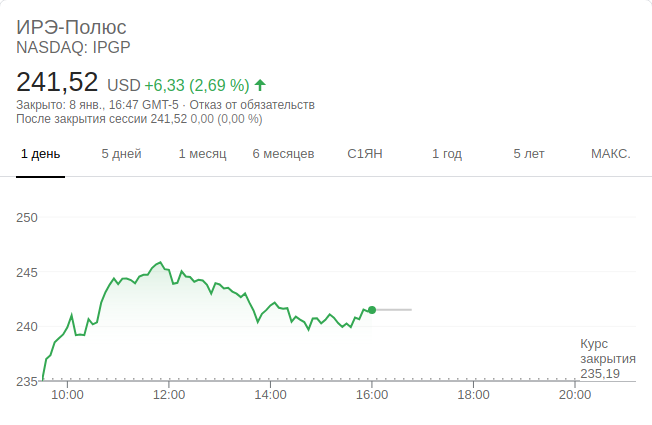 ИРЭ-Полюс
NASDAQ: IPGP
241,52 USD +6,33 (2,69 %)
Закрыто: 8 янв., 16:47 GMT-5 · Отказ от обязательств
После закрытия сессии 241,52 0,00 (0,00 %)
1 день 5 дней 1 месяц 6 месяцев С1ЯН 1 год 5 лет МАКС.
250
245
240
Курс
закрытия
235,19
235
10:00 12:00 14:00 16:00 18:00 20:00